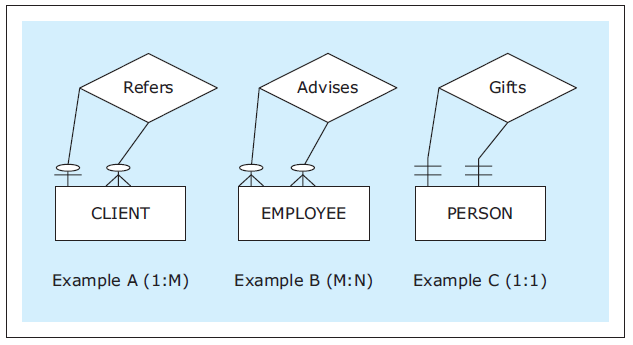 Refers
Advises
Gifts
CLIENT
EMPLOYEE
PERSON
Example A (1:M)
Example B (M:N)
Example C (1:1)